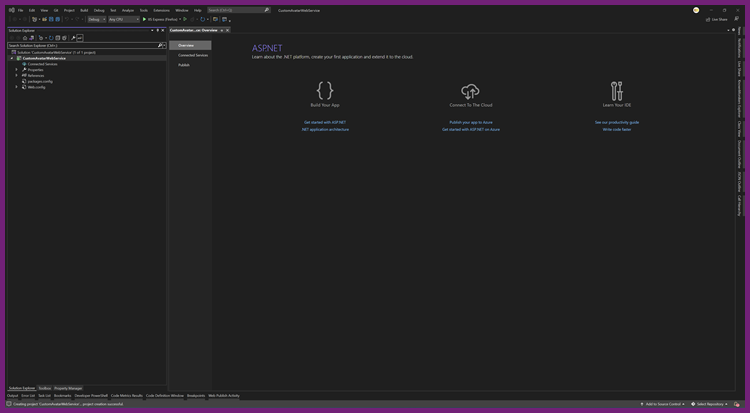 File Edit View Git Project Build Debug Test Analyze Tools Extensions Window Help Search (Ctrl+Q) CustomAvatarWebService
Debug Any CPU IIS Express (Firefox) Live Share
Solution Explorer
CustomAvatar...ce: Overview
Search Solution Explorer (Ctrl+;)
Solution 'CustomAvatarWebService' (1 of 1 project)
CustomAvatarWebService
Connected Services
Properties
References
packages.config
Web.config
Overview
Connected Services
Publish
ASP.NET
Learn about the .NET platform, create your first application and extend it to the cloud.
Build Your App
Get started with ASP.NET
.NET application architecture
Connect To The Cloud
Publish your app to Azure
Get started with ASP.NET on Azure
Learn Your IDE
See our productivity guide
Write code faster
Notifications
Live Share
Class View
Document Outline
JSON Outline
Call Hierarchy
Solution Explorer Toolbox Property Manager
Output Error List Task List Bookmarks Developer PowerShell Code Metrics Results Code Definition Window Breakpoints Web Publish Activity
Creating project 'CustomAvatarWebService'... project creation successful. Add to Source Control Select Repository